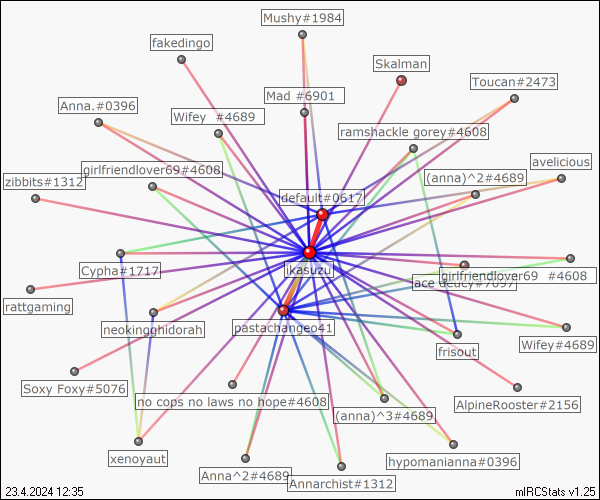 Mushy#1984
fakedingo
Skalman
Toucan#2473
Mad #6901
Anna.#0396
Wifey #4689
ramshackle gorey#4608
avelicious
girlfriendlover69#4608
(anna)^2#4689
zibbits#1312
default#0617
ikasuzu
Cypha#1717
girlfriendlover69 #4608
ace deucy#7097
rattgaming
neokingghidorah
pastachangeo41
Wifey#4689
frisout
Soxy Foxy#5076
no cops no laws no hope#4608
AlpineRooster#2156
(anna)^3#4689
xenoyaut
hypomanianna#0396
Anna^2#4689
Annarchist#1312
23.4.2024 12:35
mIRCStats v1.25